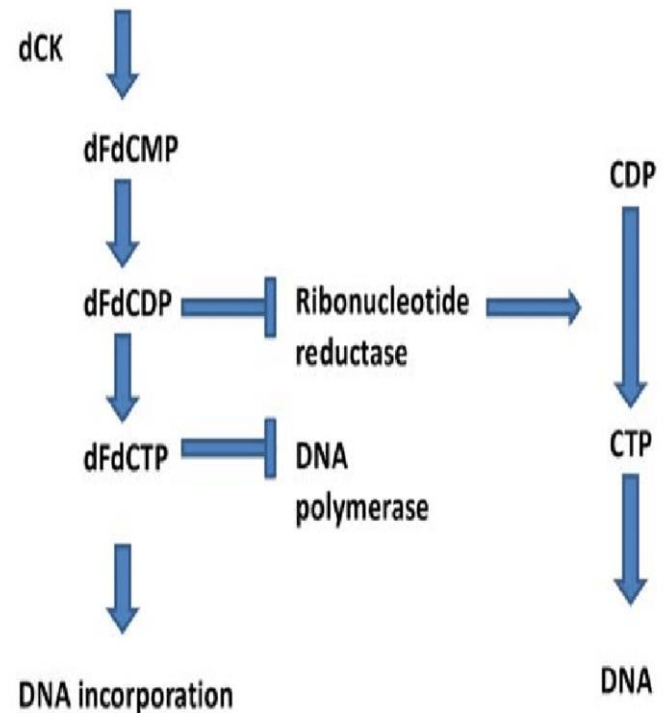 dCK
dFdCMP
CDP
dFdCDP
Ribonucleotide
reductase
dFdCTP
DNA
polymerase
CTP
DNA incorporation
DNA